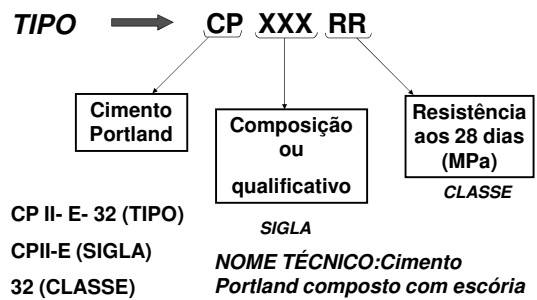 TIPO CP XXX RR
Cimento
Portland
Composição
ou
qualificativo
Resistência
aos 28 dias
(MPa)
CLASSE
SIGLA
CP II- E- 32 (TIPO)
CPII-E (SIGLA)
32 (CLASSE)
NOME TÉCNICO:Cimento
Portland composto com escória